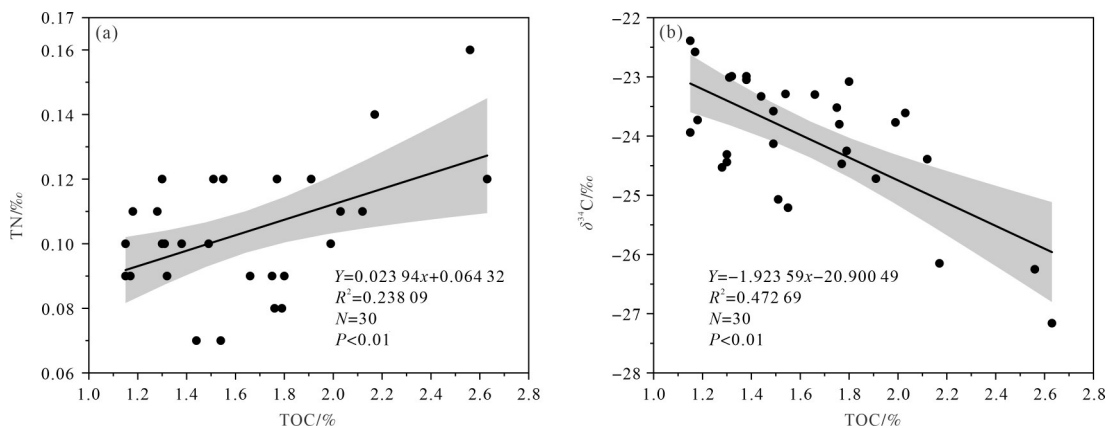 (a)
0.17
0.16
0.14
0.12
0.10
0.08
0.06
TN/‰
Y=0.023 94x+0.064 32
R²=0.238 09
N=30
P<0.01
1.0 1.2 1.4 1.6 1.8 2.0 2.2 2.4 2.6 2.8
TOC/%
(b)
−22
−23
−24
−25
−26
−27
−28
δ³⁴C/‰
Y=−1.923 59x−20.900 49
R²=0.472 69
N=30
P<0.01
1.0 1.2 1.4 1.6 1.8 2.0 2.2 2.4 2.6 2.8
TOC/%